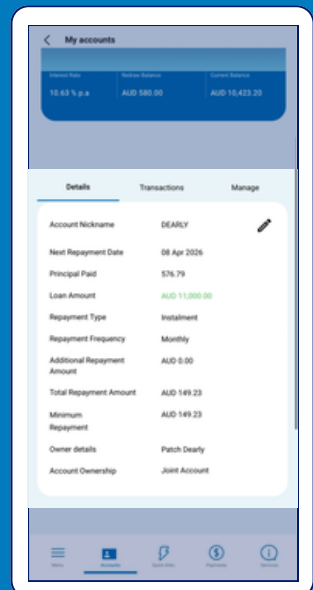 My accounts
Interest Rate Redraw Balance Current Balance
10.63 % p.a AUD 580.00 AUD 10,423.20
Details Transactions Manage
Account Nickname DEARLY
Next Repayment Date 08 Apr 2026
Principal Paid 576.79
Loan Amount AUD 11,000.00
Repayment Type Instalment
Repayment Frequency Monthly
Additional Repayment AUD 0.00
Amount
Total Repayment Amount AUD 149.23
Minimum AUD 149.23
Repayment
Owner details Patch Dearly
Account Ownership Joint Account
Menu Accounts Quick Links Payments Services